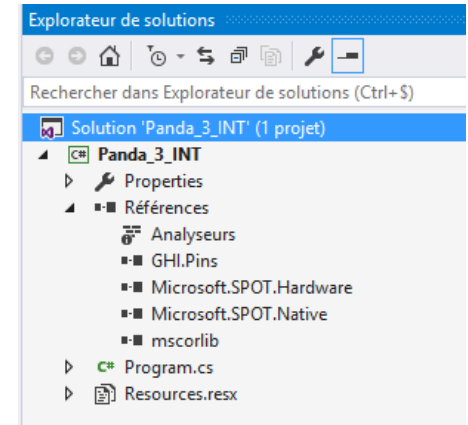 Explorateur de solutions
Rechercher dans Explorateur de solutions (Ctrl+$)
Solution 'Panda_3_INT' (1 projet)
C# Panda_3_INT
Properties
Références
Analyseurs
GHI.Pins
Microsoft.SPOT.Hardware
Microsoft.SPOT.Native
mscorlib
C# Program.cs
Resources.resx